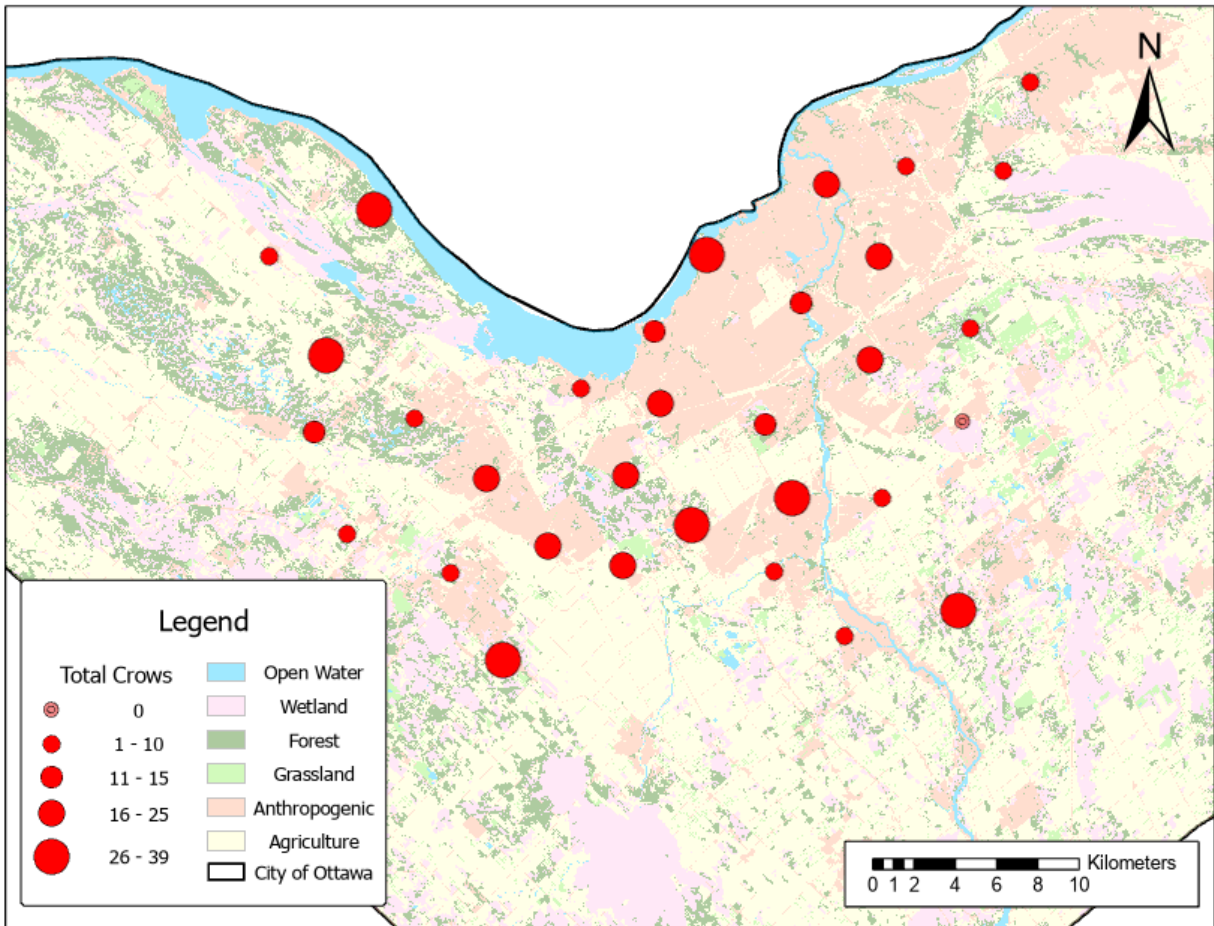 N
Legend
Total Crows
0
1 - 10
11 - 15
16 - 25
26 - 39
Open Water
Wetland
Forest
Grassland
Anthropogenic
Agriculture
City of Ottawa
Kilometers
0 1 2 4 6 8 10